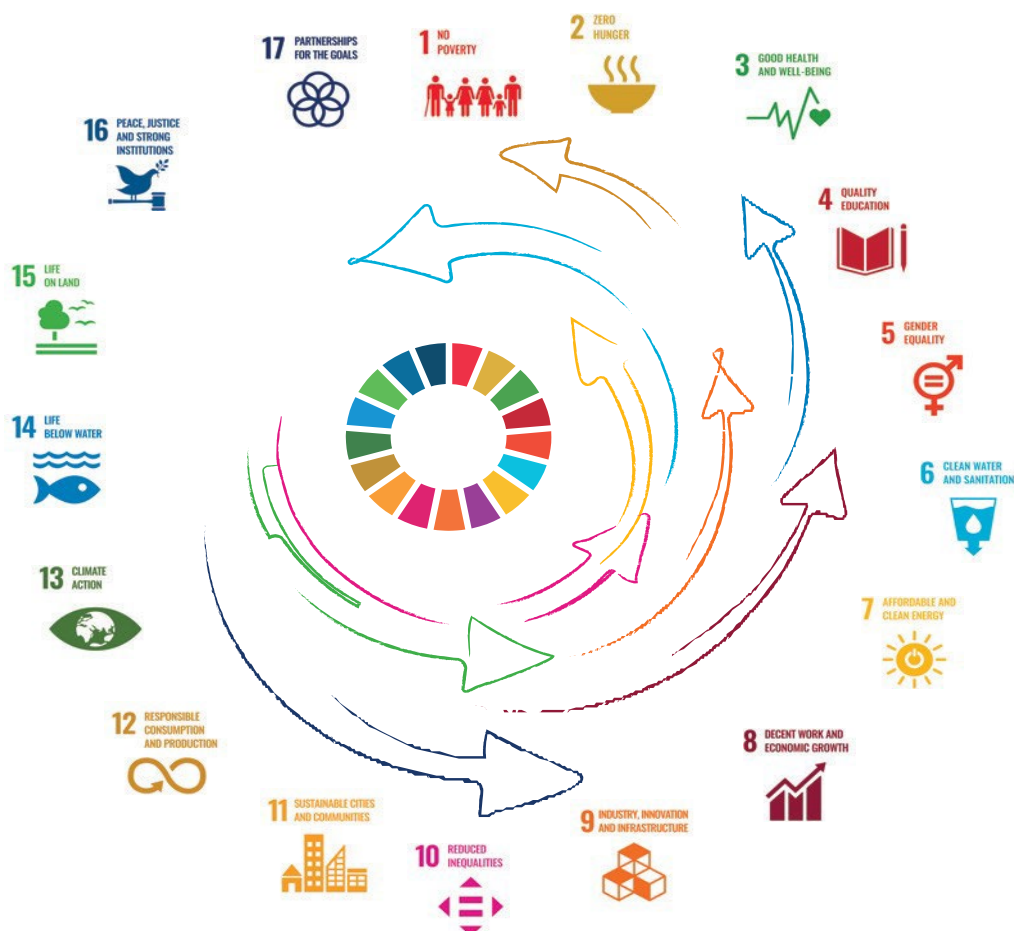 1 NO
POVERTY
2 ZERO
HUNGER
3 GOOD HEALTH
AND WELL-BEING
4 QUALITY
EDUCATION
5 GENDER
EQUALITY
6 CLEAN WATER
AND SANITATION
7 AFFORDABLE AND
CLEAN ENERGY
8 DECENT WORK AND
ECONOMIC GROWTH
9 INDUSTRY, INNOVATION
AND INFRASTRUCTURE
10 REDUCED
INEQUALITIES
11 SUSTAINABLE CITIES
AND COMMUNITIES
12 RESPONSIBLE
CONSUMPTION
AND PRODUCTION
13 CLIMATE
ACTION
14 LIFE
BELOW WATER
15 LIFE
ON LAND
16 PEACE, JUSTICE
AND STRONG
INSTITUTIONS
17 PARTNERSHIPS
FOR THE GOALS